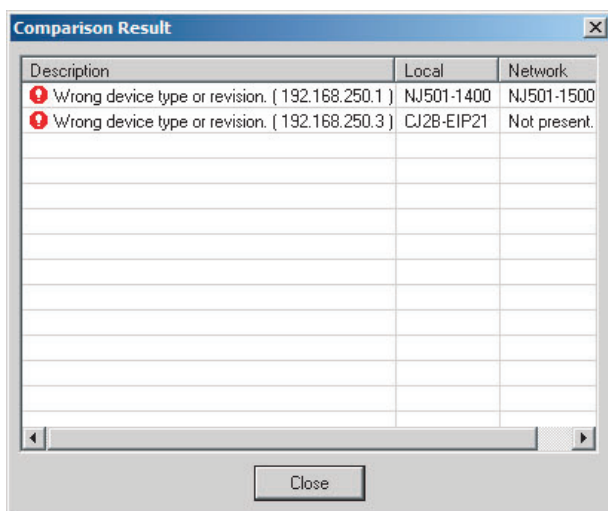 Comparison Result
Description Local Network
Wrong device type or revision. ( 192.168.250.1 ) NJ501-1400 NJ501-1500
Wrong device type or revision. ( 192.168.250.3 ) CJ2B-EIP21 Not present.
Close